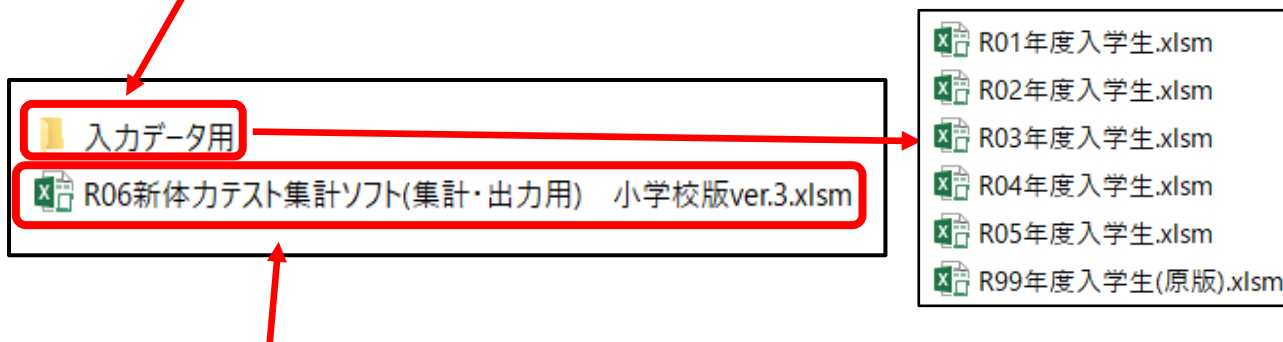 入力データ用
R06新体力テスト集計ソフト(集計・出力用)　小学校版ver.3.xlsm
R01年度入学生.xlsm
R02年度入学生.xlsm
R03年度入学生.xlsm
R04年度入学生.xlsm
R05年度入学生.xlsm
R99年度入学生(原版).xlsm